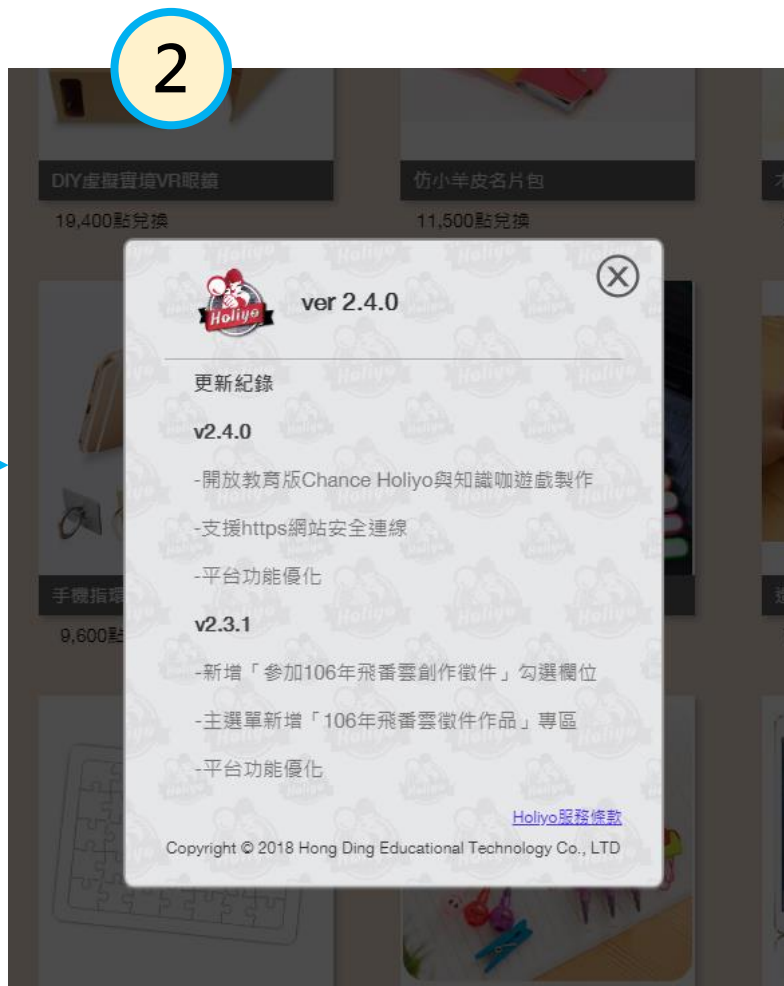 2
DIY虛擬實境VR眼鏡
仿小羊皮名片包
19,400點兌換
11,500點兌換
Holiyo
ver 2.4.0
更新紀錄
v2.4.0
-開放教育版Chance Holiyo與知識咖遊戲製作
-支援https網站安全連線
-平台功能優化
手機指環
9,600點
v2.3.1
-新增「參加106年飛番雲創作徵件」勾選欄位
-主選單新增「106年飛番雲徵件作品」專區
-平台功能優化
Holiyo服務條款
Copyright © 2018 Hong Ding Educational Technology Co., LTD